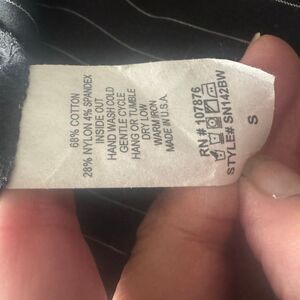 68% COTTON
28% NYLON 4% SPANDEX
INSIDE OUT
HAND WASH COLD
GENTLE CYCLE
HANG OR TUMBLE
DRY LOW
WARM IRON
MADE IN U.S.A.
RN # 107876
STYLE# SN142BW
S